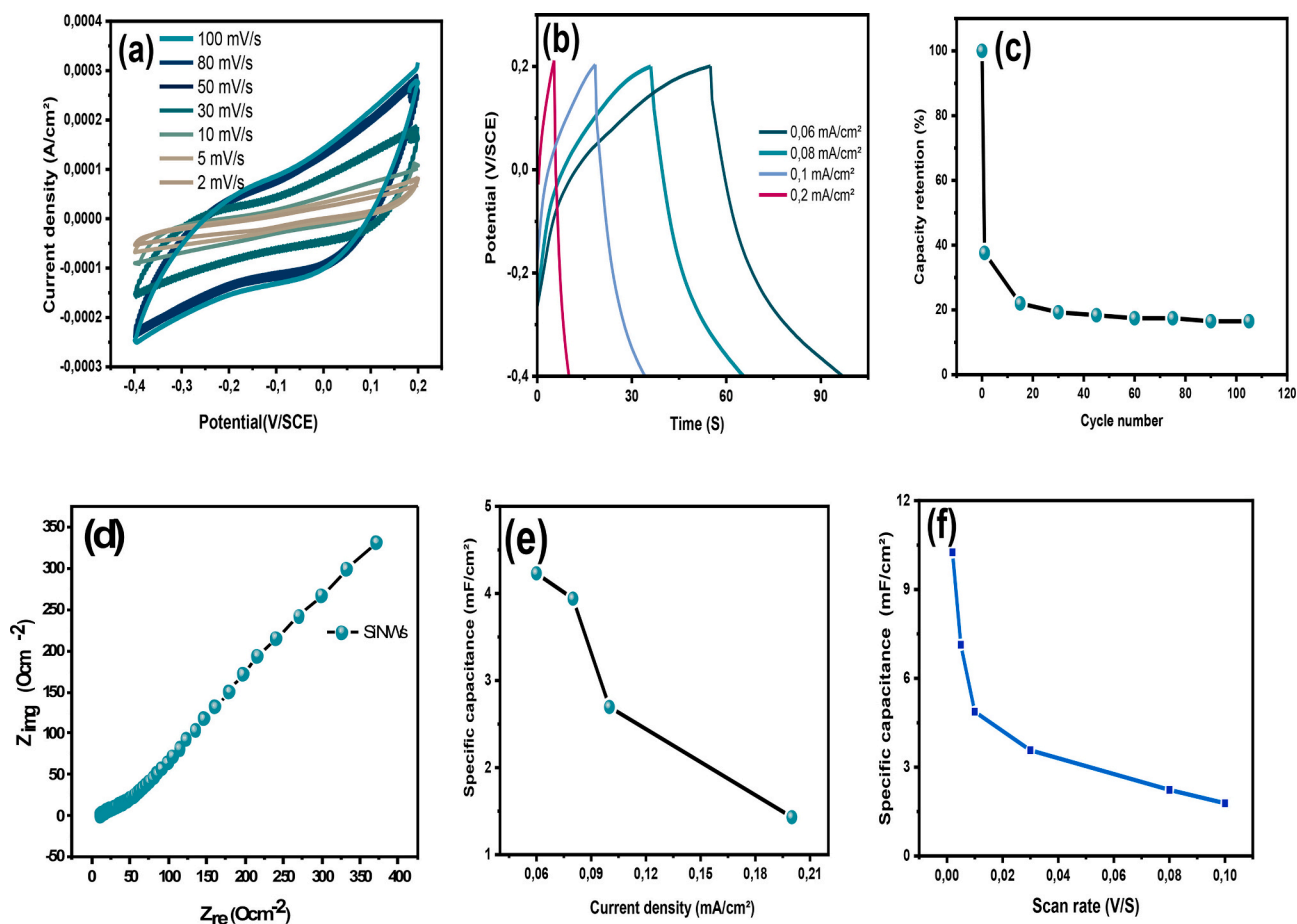 (a)
100 mV/s
80 mV/s
50 mV/s
30 mV/s
10 mV/s
5 mV/s
2 mV/s
0,0004
0,0003
0,0002
0,0001
0,0000
-0,0001
-0,0002
-0,0003
Current density (A/cm²)
-0,4 -0,3 -0,2 -0,1 0,0 0,1 0,2
Potential(V/SCE)
(b)
0,2
0,0
-0,2
-0,4
Potential (V/SCE)
0,06 mA/cm²
0,08 mA/cm²
0,1 mA/cm²
0,2 mA/cm²
0 30 60 90
Time (S)
(c)
100
80
60
40
20
0
Capacity retention (%)
0 20 40 60 80 100 120
Cycle number
(d)
350
300
250
200
150
100
50
0
-50
Zimg (Ocm -2)
SiNWs
0 50 100 150 200 250 300 350 400
Zre (Ocm-2)
(e)
5
4
3
2
1
Specific capacitance (mF/cm²)
0,06 0,09 0,12 0,15 0,18 0,21
Current density (mA/cm²)
(f)
12
9
6
3
0
Specific capacitance (mF/cm²)
0,00 0,02 0,04 0,06 0,08 0,10
Scan rate (V/S)